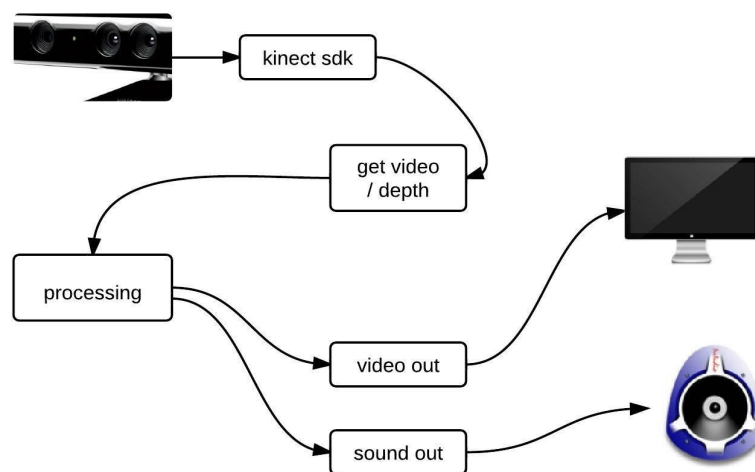 kinect sdk
get video
/ depth
processing
video out
sound out